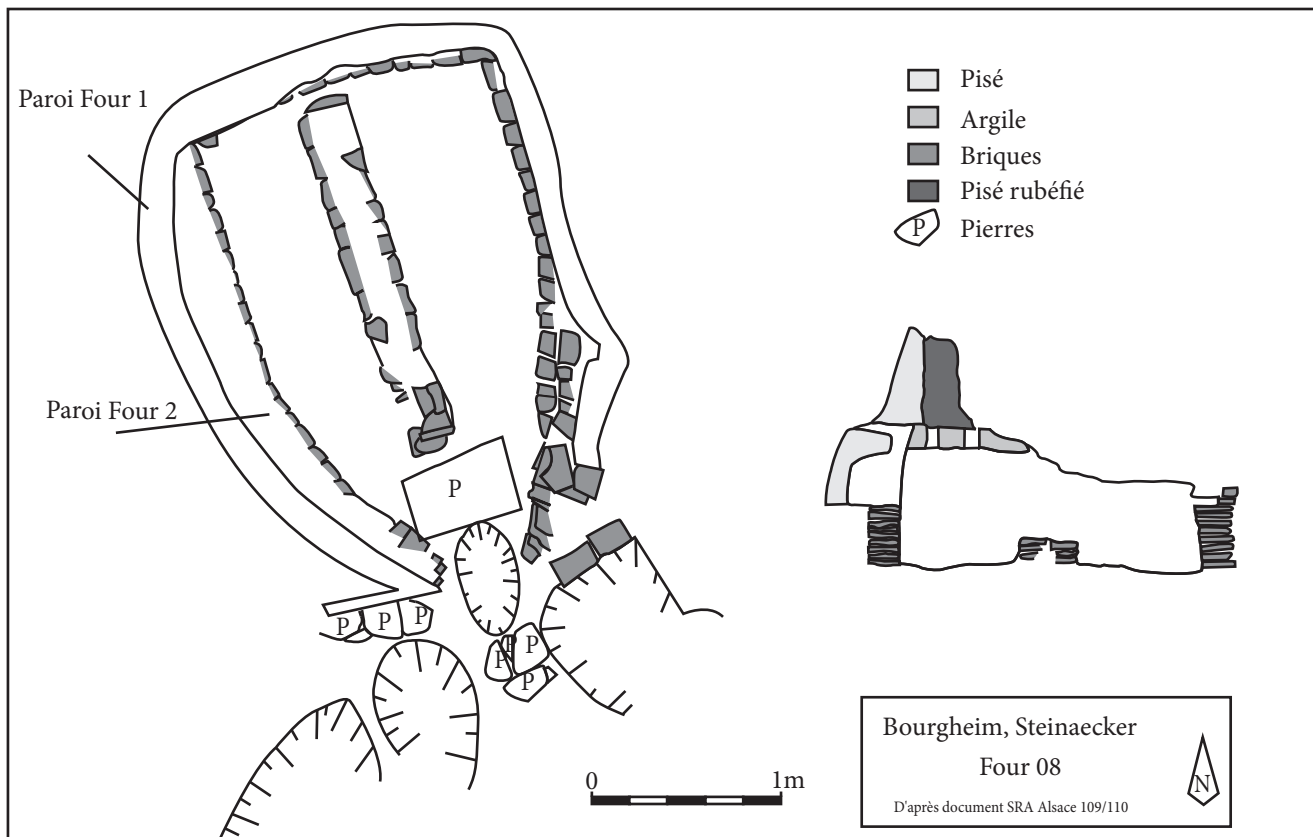 Paroi Four 1
Paroi Four 2
Pisé
Argile
Briques
Pisé rubéfié
P Pierres
P
P P P
P P P
P
0 1m
Bourgheim, Steinaecker
Four 08
D'après document SRA Alsace 109/110
N